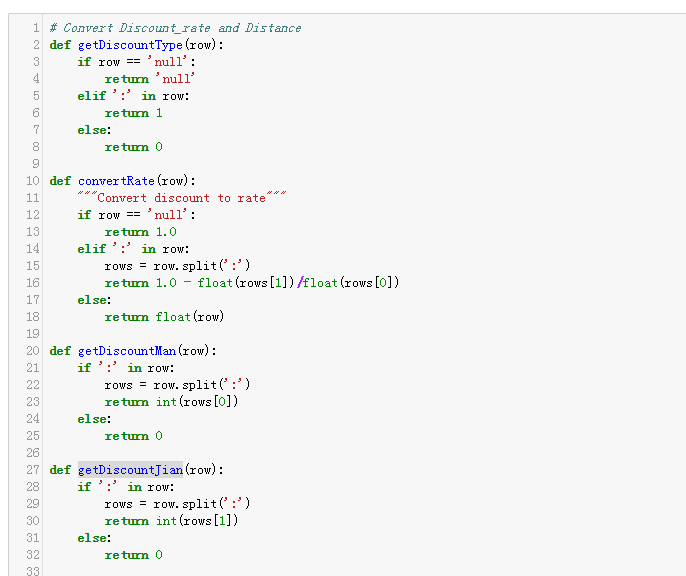 1 # Convert Discount_rate and Distance
2 def getDiscountType(row):
3     if row == 'null':
4         return 'null'
5     elif ':' in row:
6         return 1
7     else:
8         return 0
9
10 def convertRate(row):
11     """Convert discount to rate"""
12     if row == 'null':
13         return 1.0
14     elif ':' in row:
15         rows = row.split(':')
16         return 1.0 - float(rows[1])/float(rows[0])
17     else:
18         return float(row)
19
20 def getDiscountMan(row):
21     if ':' in row:
22         rows = row.split(':')
23         return int(rows[0])
24     else:
25         return 0
26
27 def getDiscountJian(row):
28     if ':' in row:
29         rows = row.split(':')
30         return int(rows[1])
31     else:
32         return 0
33